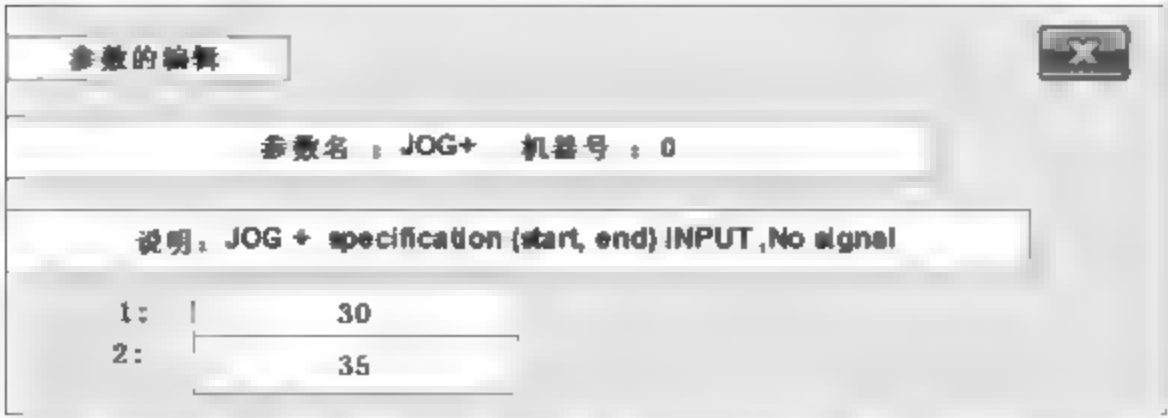 参数的编辑
X
参数名 : JOG+ 机器号 : 0
说明: JOG + specification (start, end) INPUT ,No signal
1: 30
2: 35